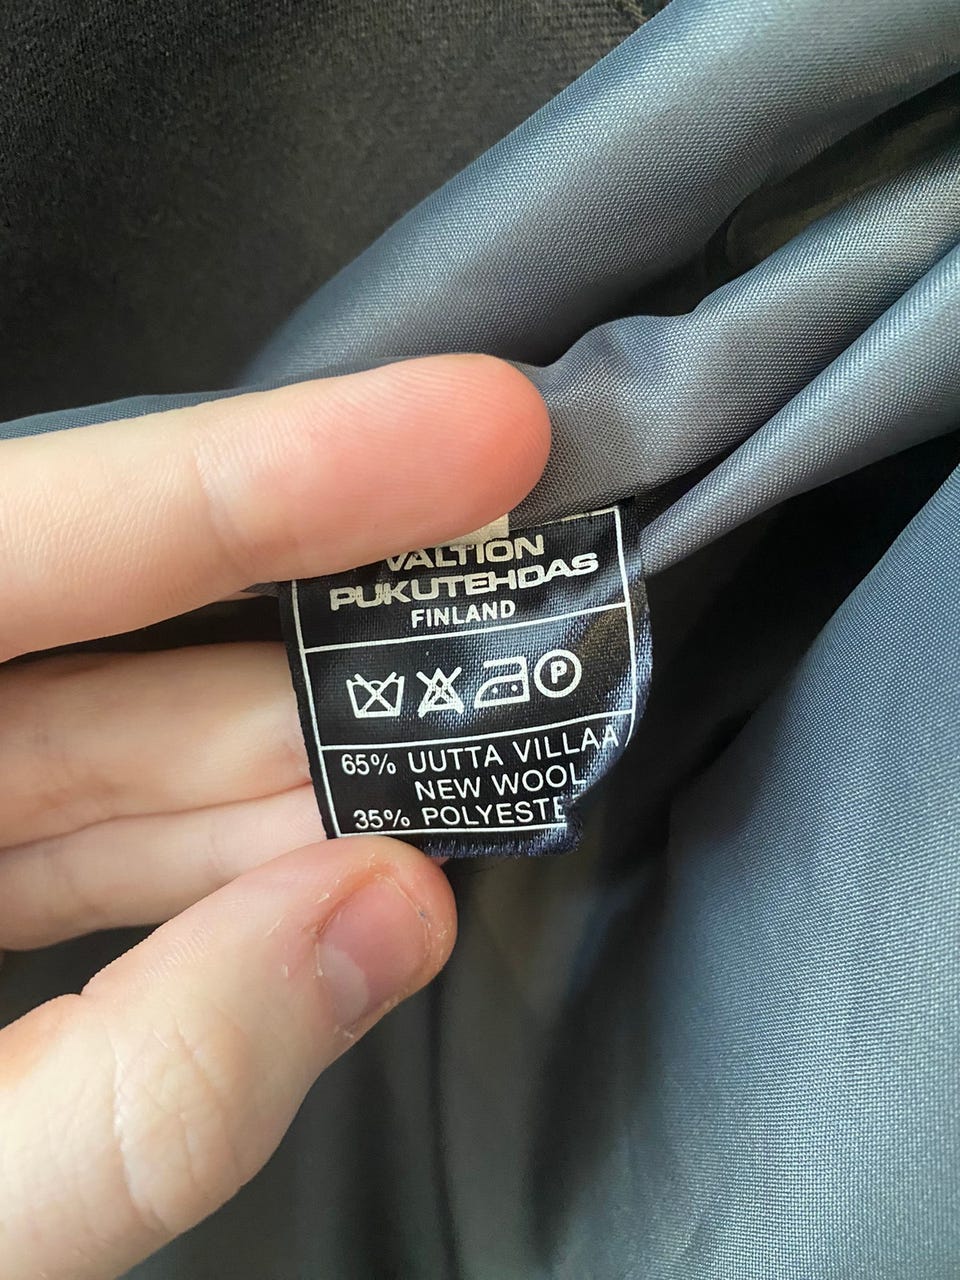 VALTION
PUKUTEHDAS
FINLAND
P
65% UUTTA VILLAA
NEW WOOL
35% POLYESTE